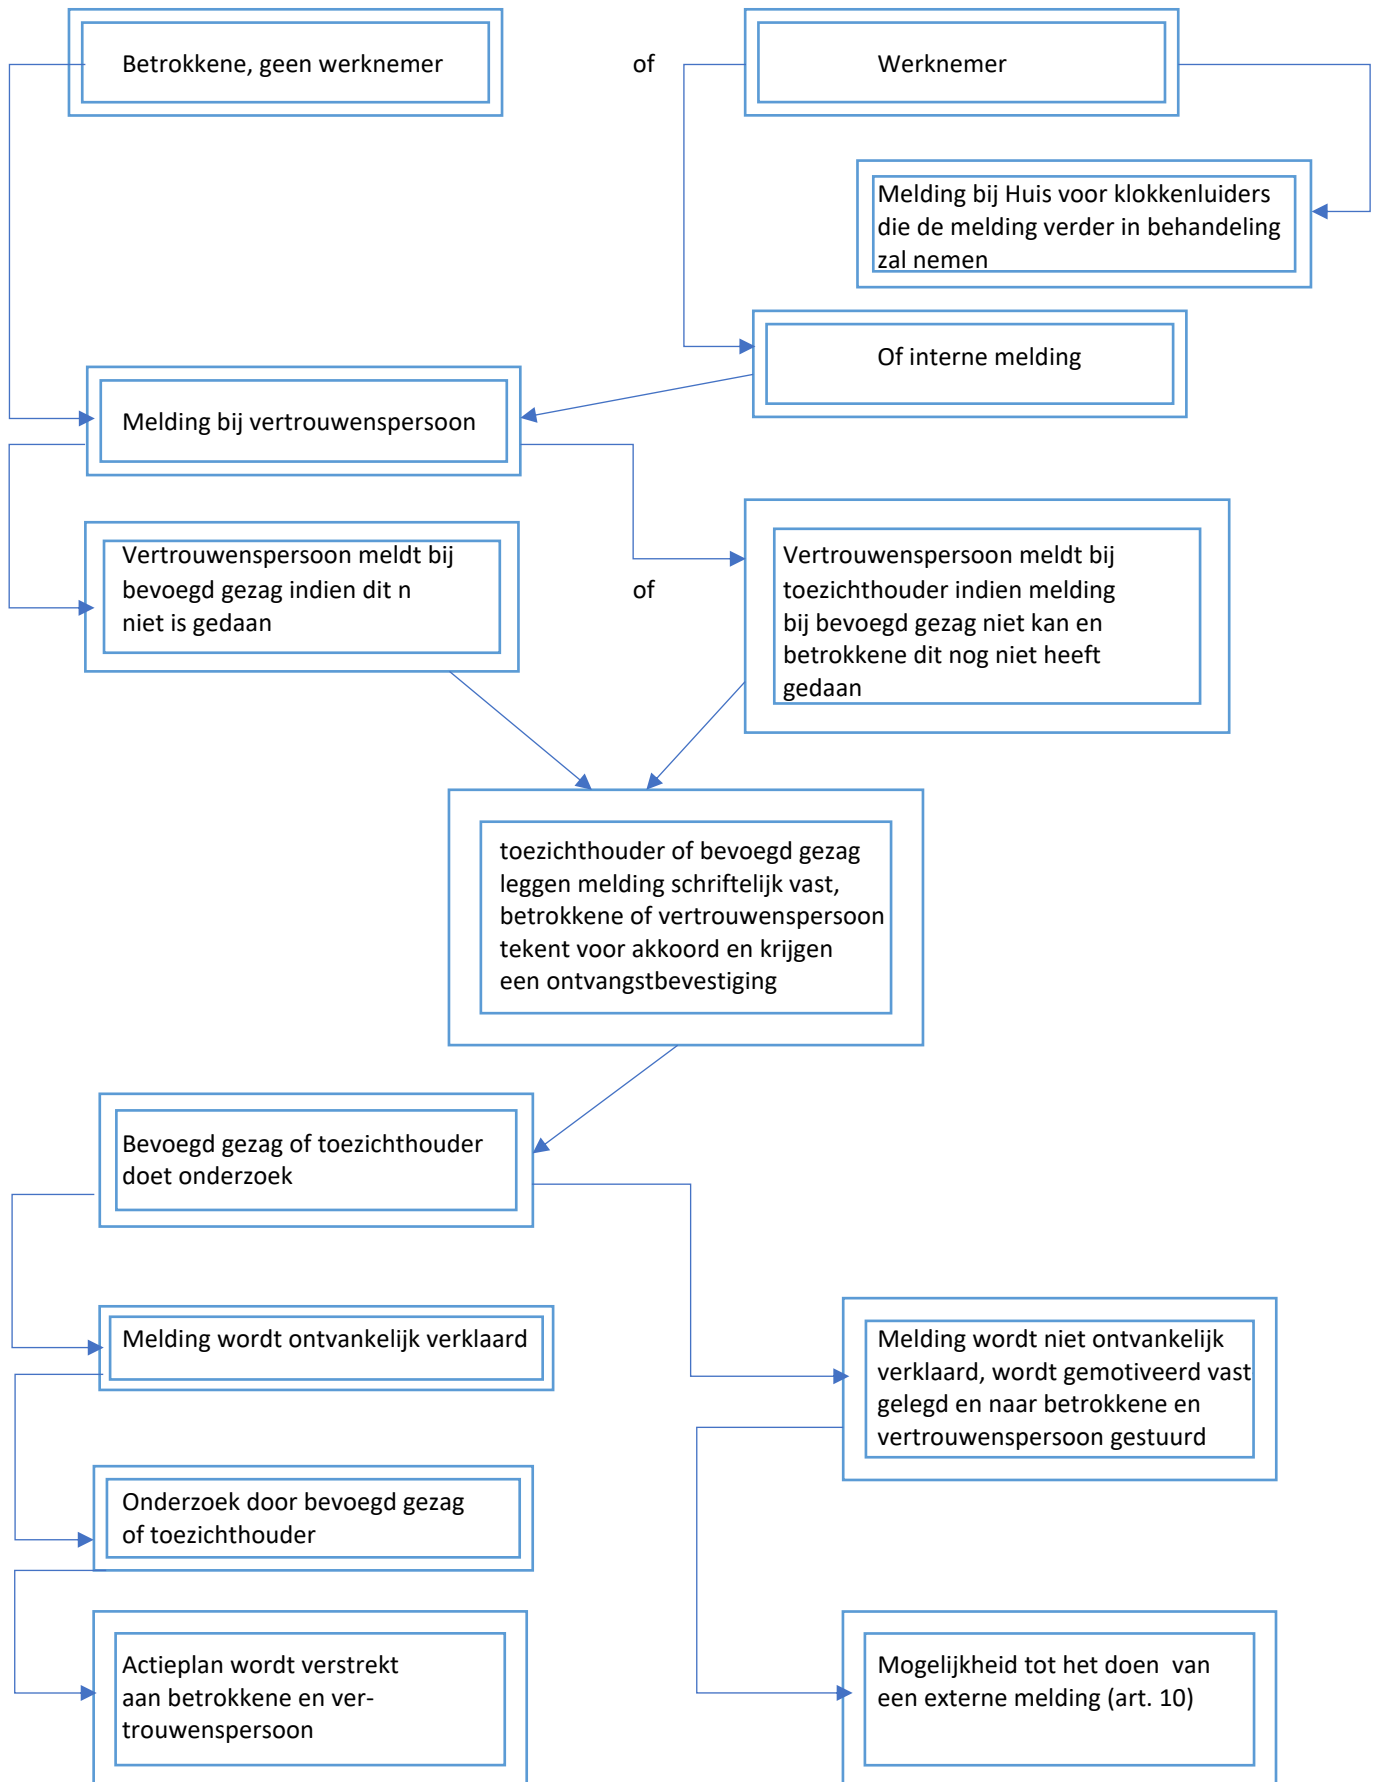 Betrokkene, geen werknemer
of
Werknemer
Melding bij Huis voor klokkenluiders
die de melding verder in behandeling
zal nemen
Of interne melding
Melding bij vertrouwenspersoon
Vertrouwenspersoon meldt bij
bevoegd gezag indien dit n
niet is gedaan
of
Vertrouwenspersoon meldt bij
toezichthouder indien melding
bij bevoegd gezag niet kan en
betrokkene dit nog niet heeft
gedaan
toezichthouder of bevoegd gezag
leggen melding schriftelijk vast,
betrokkene of vertrouwenspersoon
tekent voor akkoord en krijgen
een ontvangstbevestiging
Bevoegd gezag of toezichthouder
doet onderzoek
Melding wordt ontvankelijk verklaard
Melding wordt niet ontvankelijk
verklaard, wordt gemotiveerd vast
gelegd en naar betrokkene en
vertrouwenspersoon gestuurd
Onderzoek door bevoegd gezag
of toezichthouder
Actieplan wordt verstrekt
aan betrokkene en ver-
trouwenspersoon
Mogelijkheid tot het doen  van
een externe melding (art. 10)